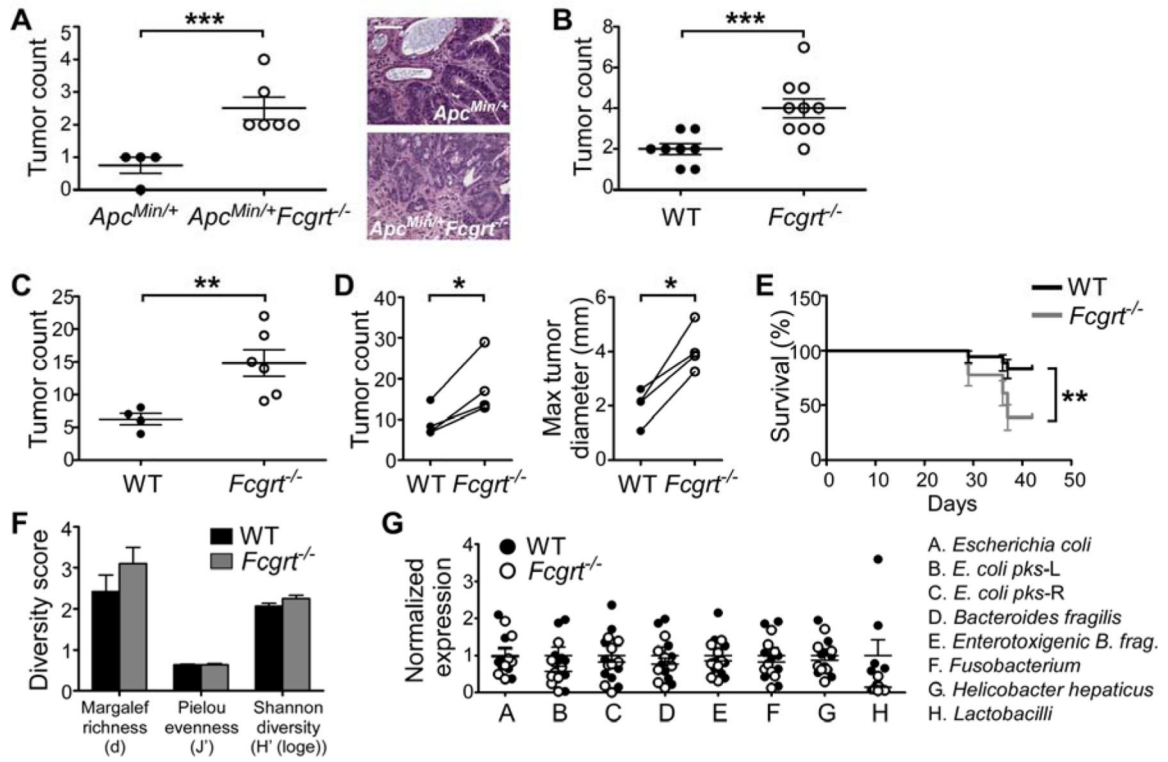 A
***
Tumor count
5
4
3
2
1
0
Apc^Min/+
Apc^Min/+Fcgrt^-/-
Apc^Min/+
Apc^Min/+Fcgrt^-/-
B
***
Tumor count
8
6
4
2
0
WT
Fcgrt^-/-
C
**
Tumor count
25
20
15
10
5
0
WT
Fcgrt^-/-
D
*
Tumor count
40
30
20
10
0
WT Fcgrt^-/-
*
Max tumor
diameter (mm)
6
4
2
0
WT Fcgrt^-/-
E
WT
Fcgrt^-/-
Survival (%)
150
100
50
0
**
0 10 20 30 40 50
Days
F
WT
Fcgrt^-/-
Diversity score
4
3
2
1
0
Margalef
richness
(d)
Pielou
evenness
(J')
Shannon
diversity
(H' (loge))
G
WT
Fcgrt^-/-
Normalized
expression
4
3
2
1
0
A B C D E F G H
A. Escherichia coli
B. E. coli pks-L
C. E. coli pks-R
D. Bacteroides fragilis
E. Enterotoxigenic B. frag.
F. Fusobacterium
G. Helicobacter hepaticus
H. Lactobacilli